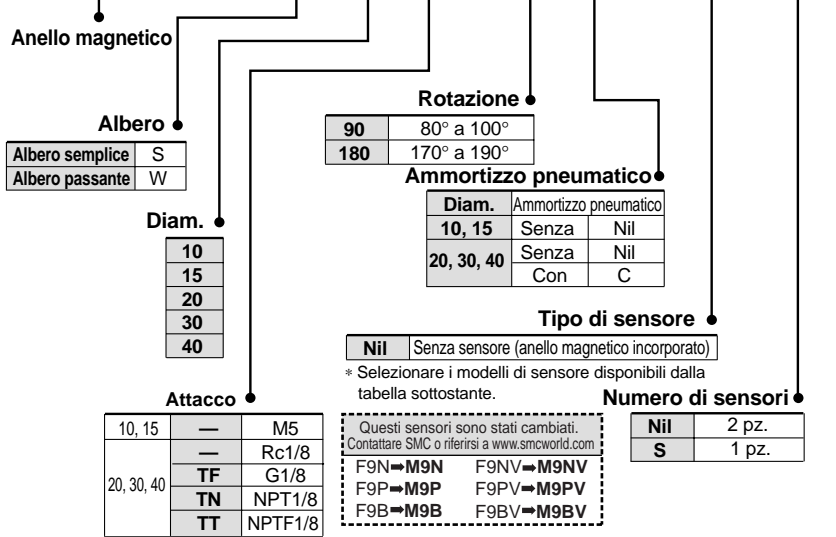 Anello magnetico
Albero
Albero semplice S
Albero passante W
Diam.
10
15
20
30
40
Attacco
10, 15 — M5
20, 30, 40 — Rc1/8
TF G1/8
TN NPT1/8
TT NPTF1/8
Rotazione
90 80° a 100°
180 170° a 190°
Ammortizzo pneumatico
Diam. Ammortizzo pneumatico
10, 15 Senza Nil
20, 30, 40 Senza Nil
Con C
Tipo di sensore
Nil Senza sensore (anello magnetico incorporato)
* Selezionare i modelli di sensore disponibili dalla
tabella sottostante.
Questi sensori sono stati cambiati.
Contattare SMC o riferirsi a www.smcworld.com
F9N➡M9N F9NV➡M9NV
F9P➡M9P F9PV➡M9PV
F9B➡M9B F9BV➡M9BV
Numero di sensori
Nil 2 pz.
S 1 pz.